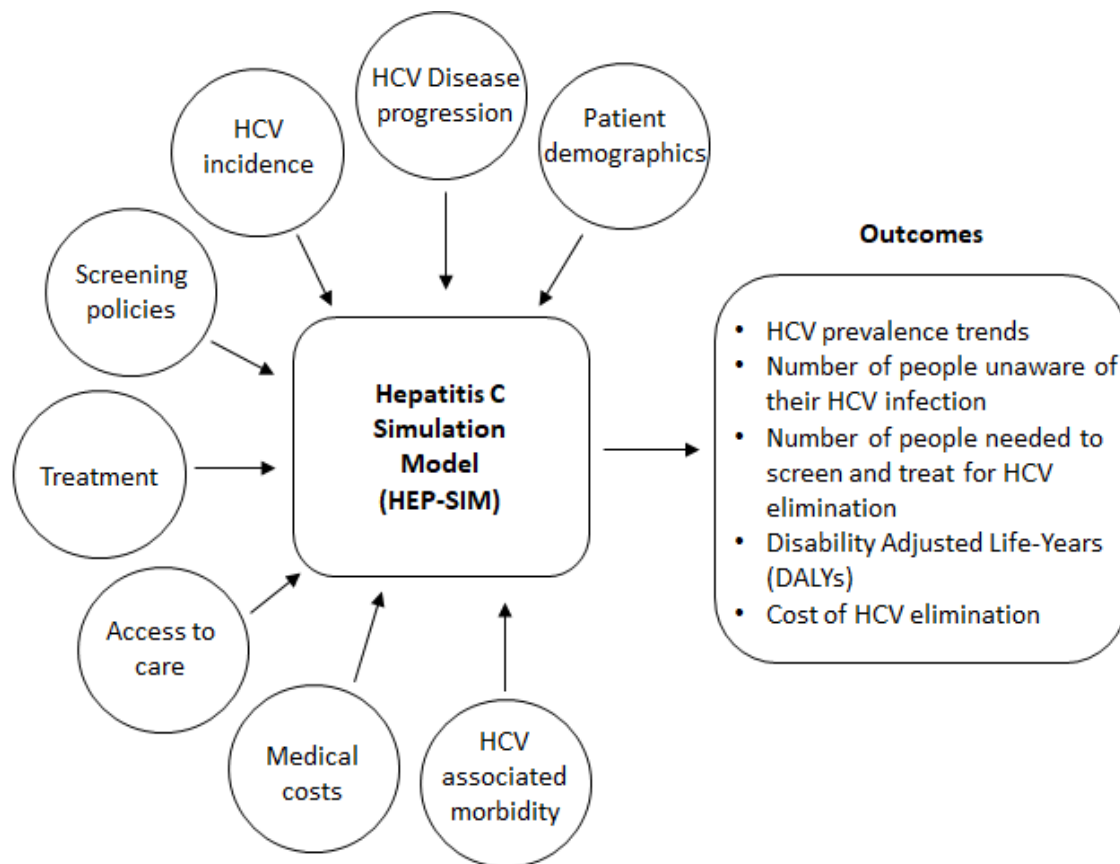 HCV Disease
progression
HCV
incidence
Patient
demographics
Screening
policies
Treatment
Access to
care
Medical
costs
HCV
associated
morbidity
Hepatitis C
Simulation
Model
(HEP-SIM)
Outcomes
• HCV prevalence trends
• Number of people unaware of
their HCV infection
• Number of people needed to
screen and treat for HCV
elimination
• Disability Adjusted Life-Years
(DALYs)
• Cost of HCV elimination